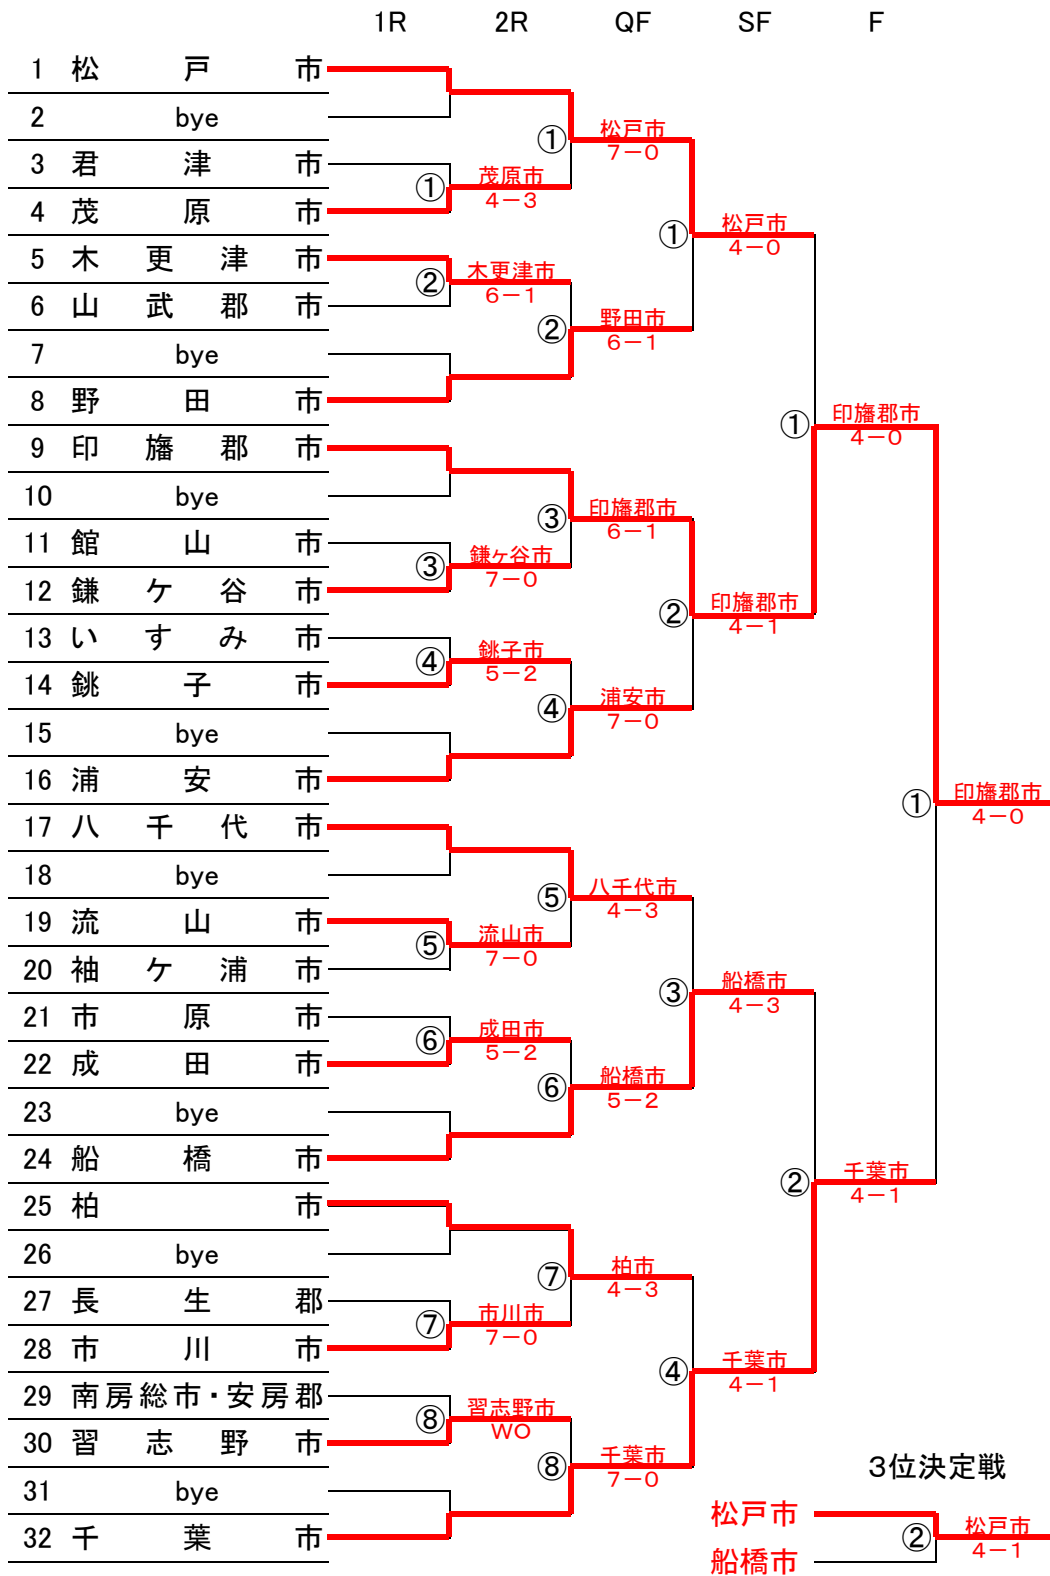 1R 2R QF SF F
1 松戸市
2 bye
① 松戸市
7－0
3 君津市
① 茂原市
4－3
4 茂原市
① 松戸市
4－0
5 木更津市
② 木更津市
6－1
6 山武郡市
② 野田市
6－1
7 bye
8 野田市
① 印旛郡市
4－0
9 印旛郡市
10 bye
③ 印旛郡市
6－1
11 館山市
③ 鎌ヶ谷市
7－0
12 鎌ケ谷市
② 印旛郡市
4－1
13 いすみ市
④ 銚子市
5－2
14 銚子市
④ 浦安市
7－0
15 bye
16 浦安市
① 印旛郡市
4－0
17 八千代市
18 bye
⑤ 八千代市
4－3
19 流山市
⑤ 流山市
7－0
20 袖ケ浦市
③ 船橋市
4－3
21 市原市
⑥ 成田市
5－2
22 成田市
⑥ 船橋市
5－2
23 bye
24 船橋市
② 千葉市
4－1
25 柏市
26 bye
⑦ 柏市
4－3
27 長生郡
⑦ 市川市
7－0
28 市川市
④ 千葉市
4－1
29 南房総市・安房郡
⑧ 習志野市
WO
30 習志野市
⑧ 千葉市
7－0
31 bye
32 千葉市
3位決定戦
松戸市
② 松戸市
4－1
船橋市